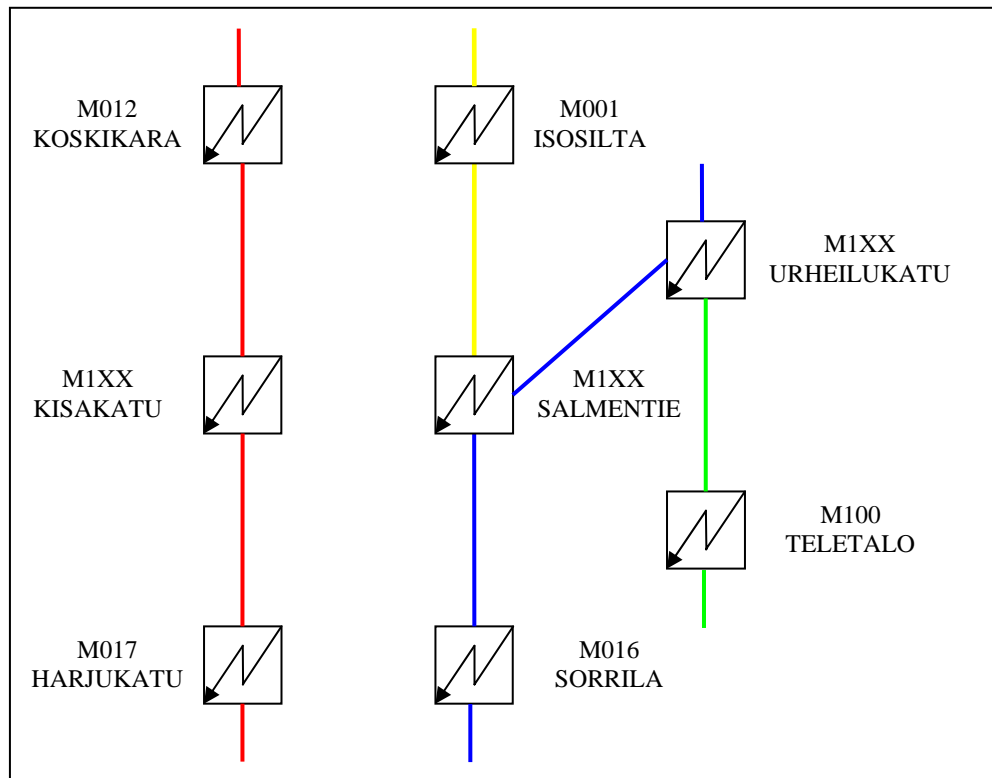 M012
KOSKIKARA
M001
ISOSILTA
M1XX
URHEILUKATU
M1XX
KISAKATU
M1XX
SALMENTIE
M100
TELETALO
M017
HARJUKATU
M016
SORRILA